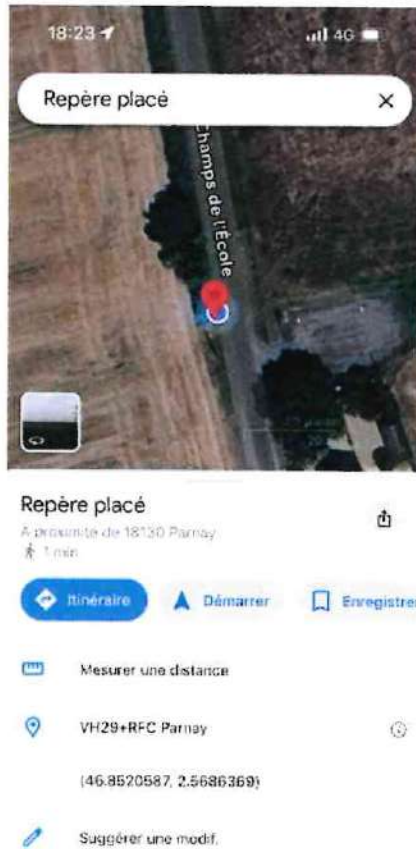 18:23
4G
Repère placé
Champs de l'École
Repère placé
À proximité de 18130 Parnay
1 min
Itinéraire
Démarrer
Enregistrer
Mesurer une distance
VH29+RFC Parnay
(46.8520587, 2.5686369)
Suggérer une modif.